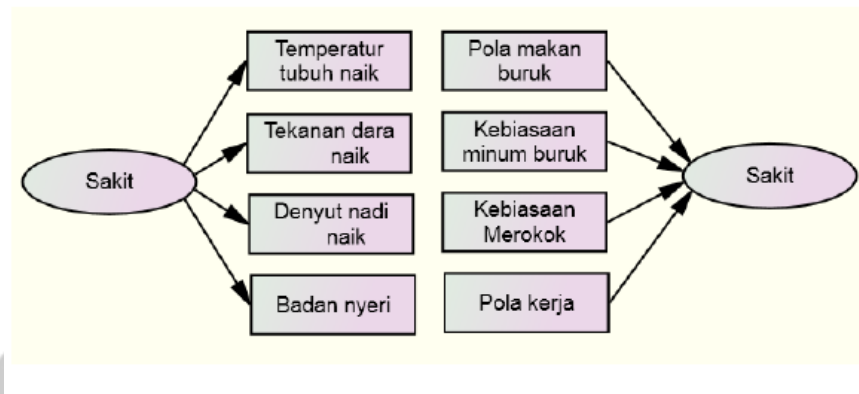 Sakit
Temperatur
tubuh naik
Tekanan dara
naik
Denyut nadi
naik
Badan nyeri
Pola makan
buruk
Kebiasaan
minum buruk
Kebiasaan
Merokok
Pola kerja
Sakit